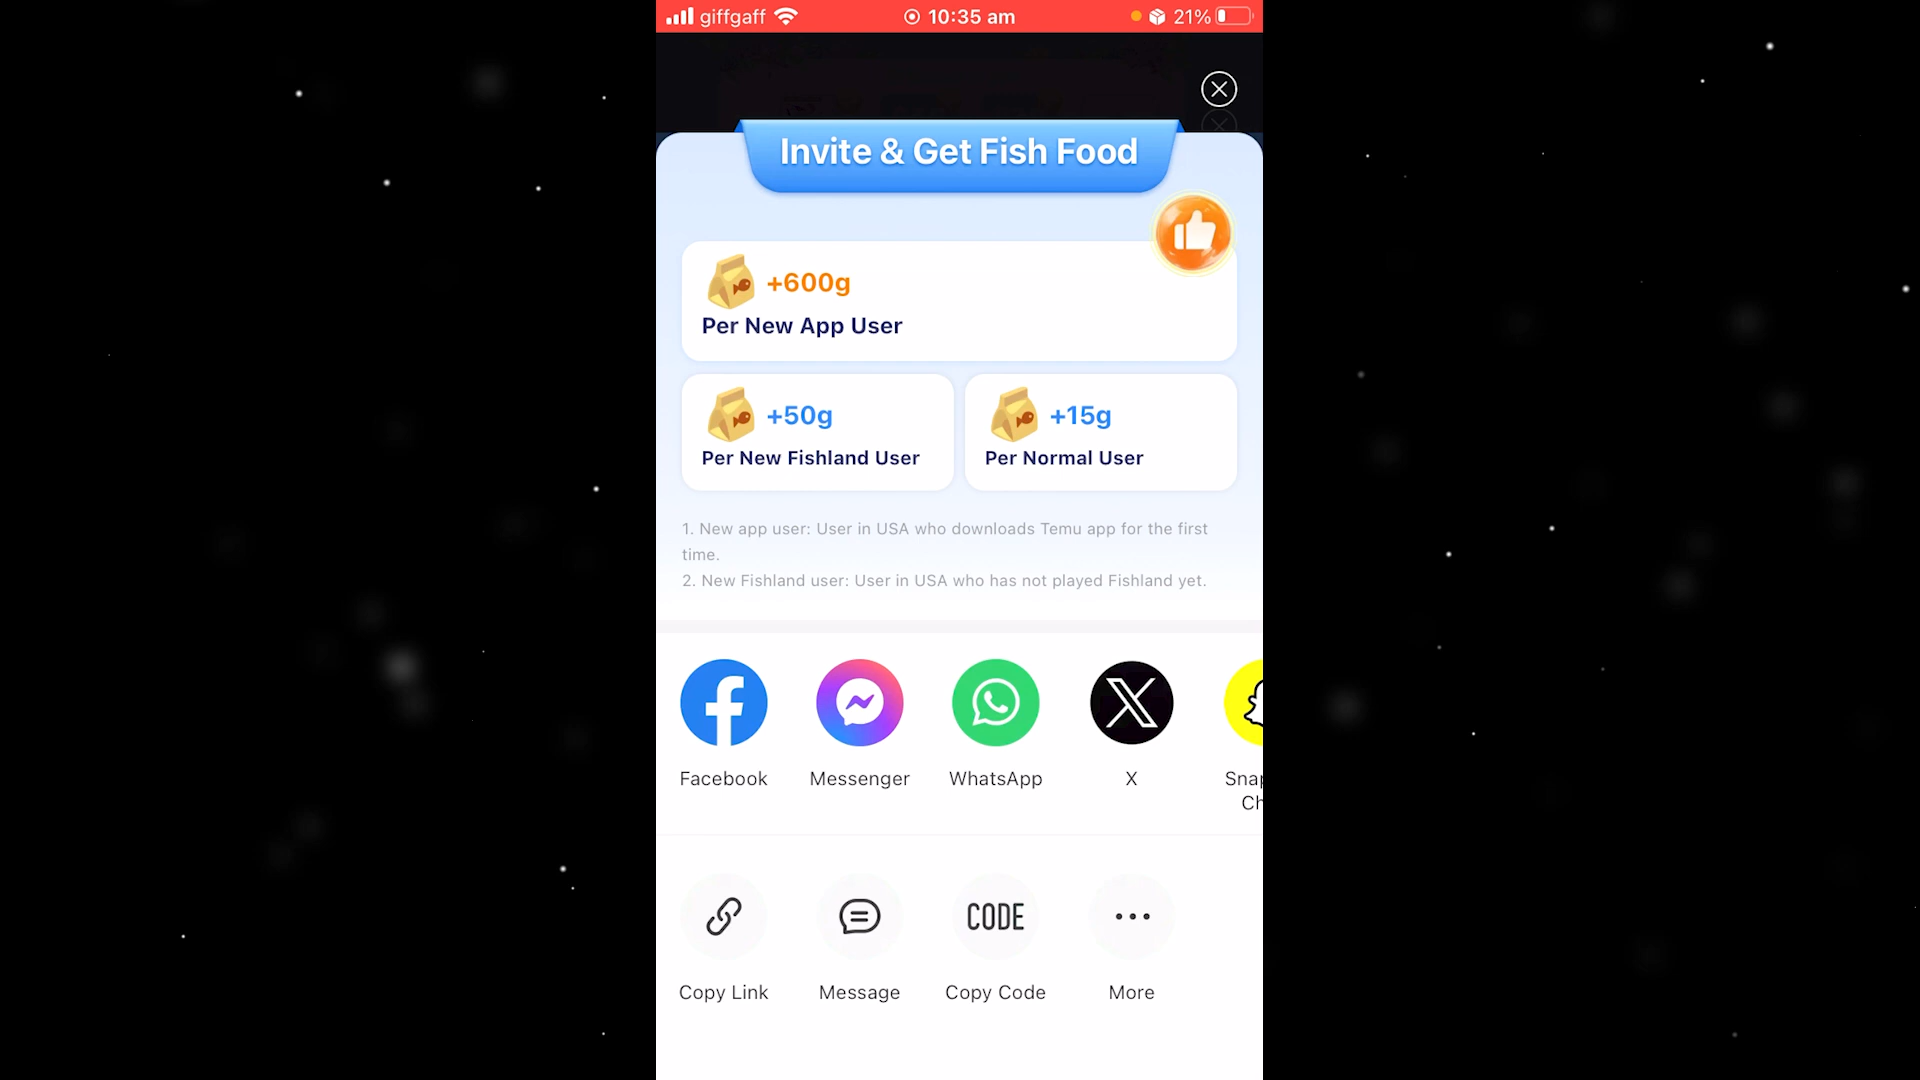 giffgaff
10:35 am
21%
Invite & Get Fish Food
+600g
Per New App User
+50g
Per New Fishland User
+15g
Per Normal User
1. New app user: User in USA who downloads Temu app for the first
time.
2. New Fishland user: User in USA who has not played Fishland yet.
Facebook
Messenger
WhatsApp
X
Snap
Ch
CODE
Copy Link
Message
Copy Code
More